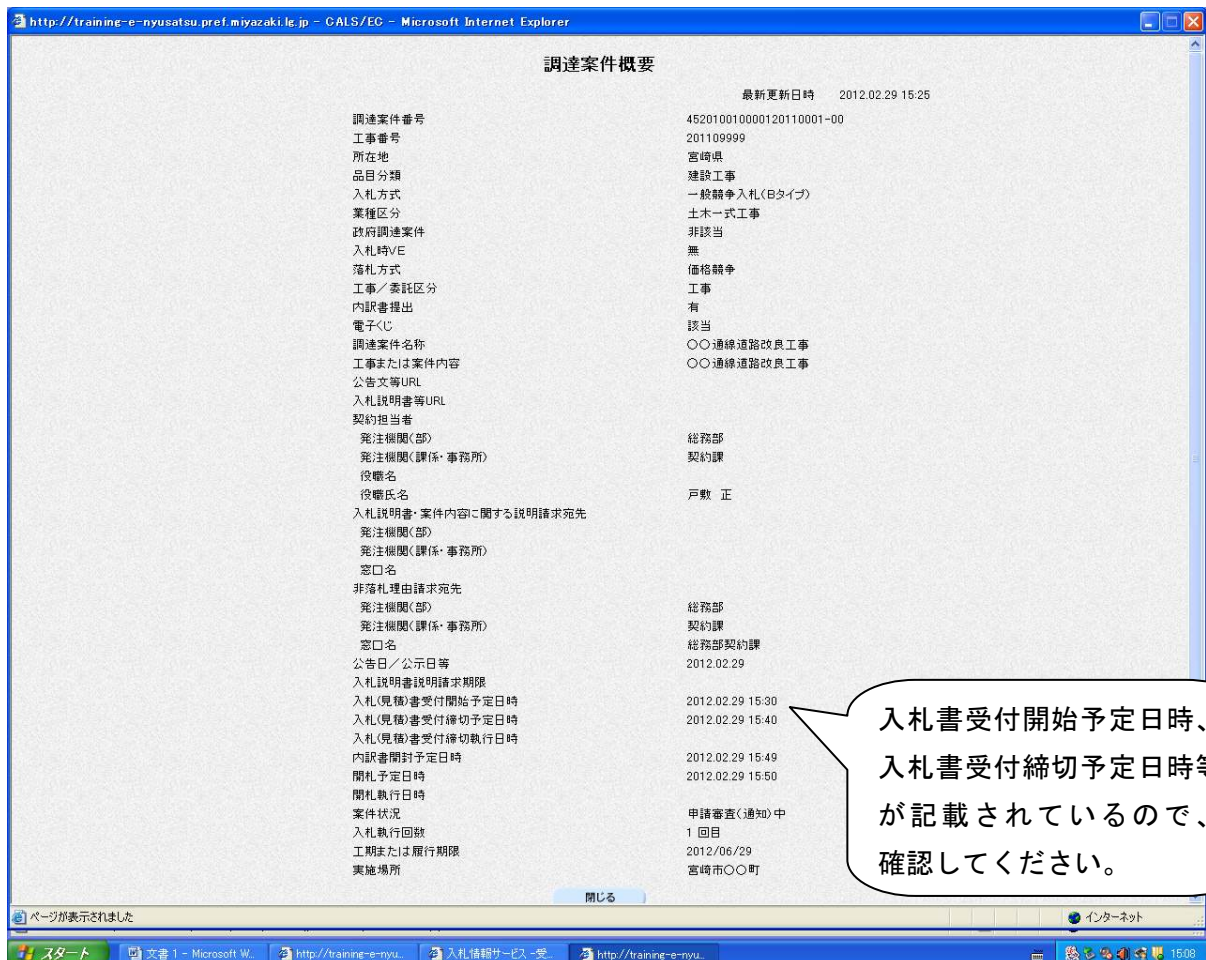 http://training-e-nyusatsu.pref.miyazaki.lg.jp - CALS/EC - Microsoft Internet Explorer
調達案件概要
最新更新日時 2012.02.29 15:25
調達案件番号 452010010000120110001-00
工事番号 201109999
所在地 宮崎県
品目分類 建設工事
入札方式 一般競争入札(Bタイプ)
業種区分 土木一式工事
政府調達案件 非該当
入札時VE 無
落札方式 価格競争
工事/委託区分 工事
内訳書提出 有
電子くじ 該当
調達案件名称 〇〇通線道路改良工事
工事または案件内容 〇〇通線道路改良工事
公告文等URL
入札説明書等URL
契約担当者
発注機関(部) 総務部
発注機関(課係・事務所) 契約課
役職名
役職氏名 戸敷 正
入札説明書・案件内容に関する説明請求宛先
発注機関(部)
発注機関(課係・事務所)
窓口名
非落札理由請求宛先
発注機関(部) 総務部
発注機関(課係・事務所) 契約課
窓口名 総務部契約課
公告日/公示日等 2012.02.29
入札説明書説明請求期限
入札(見積)書受付開始予定日時 2012.02.29 15:30
入札(見積)書受付締切予定日時 2012.02.29 15:40
入札(見積)書受付締切執行日時
内訳書開封予定日時 2012.02.29 15:49
開札予定日時 2012.02.29 15:50
開札執行日時
案件状況 申請審査(通知)中
入札執行回数 1 回目
工期または履行期限 2012/06/29
実施場所 宮崎市〇〇町
入札書受付開始予定日時、
入札書受付締切予定日時等
が記載されているので、
確認してください。
閉じる
ページが表示されました インターネット
スタート 文書 1 - Microsoft W... http://training-e-nyu... 入札情報サービス -受... http://training-e-nyu... 15:08